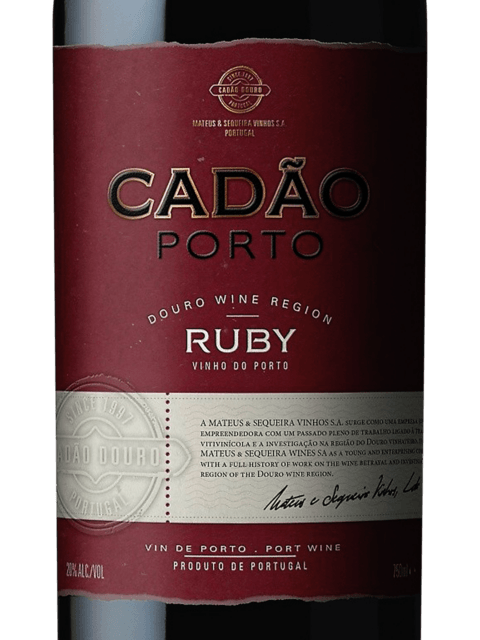 SINCE 1997
CADÃO DOURO
PORTUGAL
MATEUS & SEQUEIRA VINHOS S.A.
PORTUGAL
CADÃO
PORTO
DOURO WINE REGION
RUBY
VINHO DO PORTO
SINCE 1997
CADÃO DOURO
PORTUGAL
A MATEUS & SEQUEIRA VINHOS S.A. SURGE COMO UMA EMPRESA
EMPREENDEDORA COM UM PASSADO PLENO DE TRABALHO LIGADO À
VITIVINÍCOLA E A INVESTIGAÇÃO NA REGIÃO DO DOURO VINHATEIRO.
MATEUS & SEQUEIRA WINES SA AS A YOUNG AND ENTERPRISING
WITH A FULL HISTORY OF WORK ON THE WINE RETRAVAL AND
REGION OF THE DOURO WINE REGION.
Mateus e Sequeira Vinhos, Lda
VIN DE PORTO . PORT WINE
PRODUTO DE PORTUGAL
20% ALC/VOL
750ml